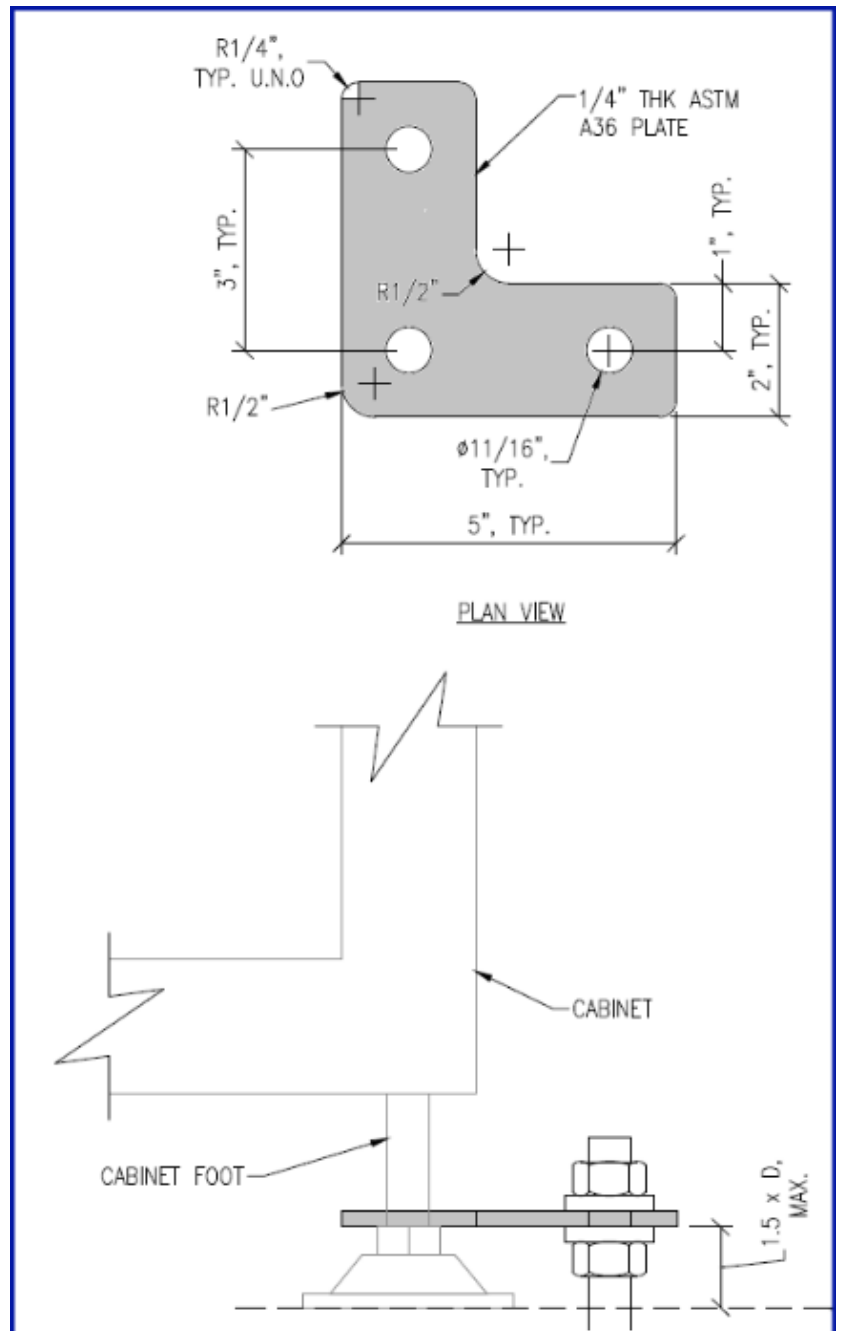 R1/4",
TYP. U.N.O
1/4" THK ASTM
A36 PLATE
3", TYP.
1", TYP.
R1/2"
2", TYP.
R1/2"
ø11/16",
TYP.
5", TYP.
PLAN VIEW
CABINET
CABINET FOOT
1.5 x D,
MAX.